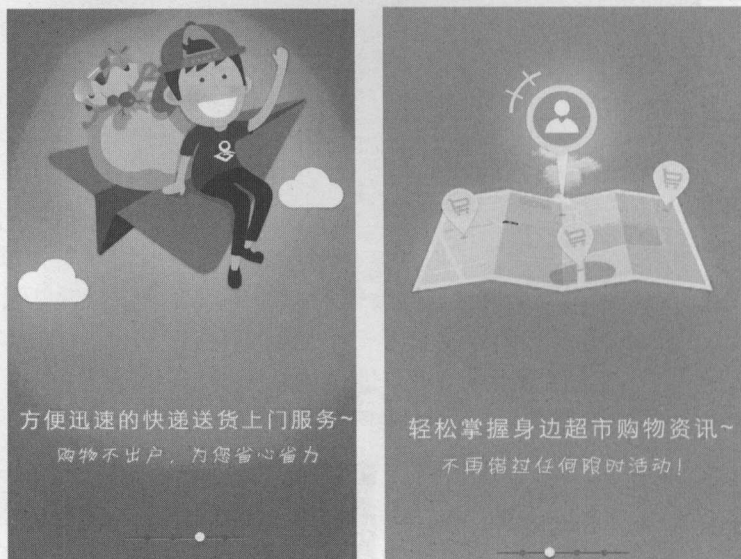 方便迅速的快递送货上门服务~
购物不出户，为您省心省力
轻松掌握身边超市购物资讯~
不再错过任何限时活动！